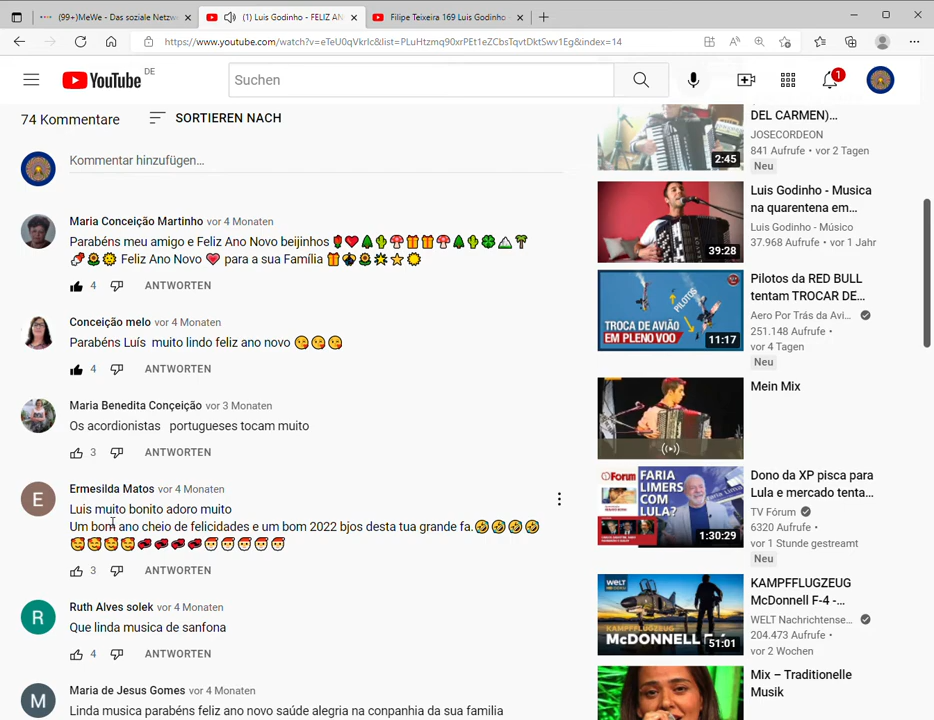 (99+)MeWe - Das soziale Netzw
(1) Luis Godinho - FELIZ AN
Filipe Teixeira 169 Luis Godinho
https://www.youtube.com/watch?v=eTeU0qVkrlc&list=PLuHtzmq90xrPEt1eZCbsTqvtDktSwv1Eg&index=14
YouTube DE
Suchen
1
74 Kommentare
SORTIEREN NACH
Kommentar hinzufügen...
Maria Conceição Martinho vor 4 Monaten
Parabéns meu amigo e Feliz Ano Novo beijinhos 
Feliz Ano Novo ❤ para a sua Família
4 ANTWORTEN
Conceição melo vor 4 Monaten
Parabéns Luís muito lindo feliz ano novo 😋😋😋
4 ANTWORTEN
Maria Benedita Conçeição vor 3 Monaten
Os acordionistas portugueses tocam muito
3 ANTWORTEN
E
Ermesilda Matos vor 4 Monaten
Luis muito bonito adoro muito
Um bom ano cheio de felicidades e um bom 2022 bjos desta tua grande fa.🤣🤣🤣🤣
🥰🥰🥰🥰💋💋💋💋🎅🎅🎅🎅🎅
3 ANTWORTEN
R
Ruth Alves solek vor 4 Monaten
Que linda musica de sanfona
4 ANTWORTEN
M
Maria de Jesus Gomes vor 4 Monaten
Linda musica parabéns feliz ano novo saúde alegria na conpanhia da sua familia
2:45
DEL CARMEN)...
JOSECORDEON
841 Aufrufe • vor 2 Tagen
Neu
39:28
Luis Godinho - Musica
na quarentena em...
Luis Godinho - Músico
37.968 Aufrufe • vor 1 Jahr
PILOTOS
TROCA DE AVIÃO
EM PLENO VOO
11:17
Pilotos da RED BULL
tentam TROCAR DE...
Aero Por Trás da Avi...
251.148 Aufrufe •
vor 4 Tagen
Neu
Mein Mix
Forum
FARIA
LIMERS
COM
LULA?
1:30:29
Dono da XP pisca para
Lula e mercado tenta...
TV Fórum
6320 Aufrufe •
vor 1 Stunde gestreamt
Neu
WELT
KAMPFFLUGZEUG
McDONNELL F-4
51:01
KAMPFFLUGZEUG
McDonnell F-4 -...
WELT Nachrichtense...
204.473 Aufrufe •
vor 2 Wochen
Mix – Traditionelle
Musik